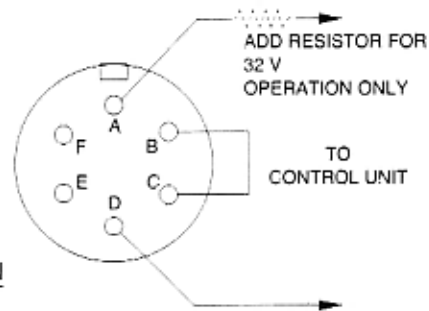 ADD RESISTOR FOR
32 V
OPERATION ONLY
A
F
B
TO
CONTROL UNIT
E
C
D